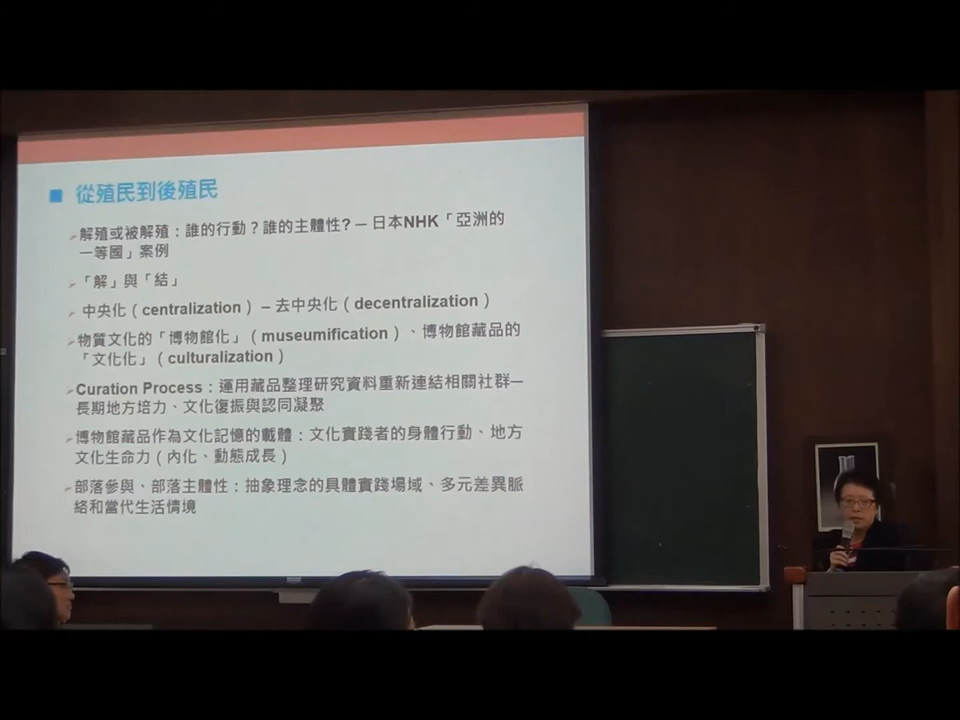 從殖民到後殖民
解殖或被解殖：誰的行動？誰的主體性? – 日本NHK「亞洲的
一等國」案例
「解」與「結」
中央化（centralization） – 去中央化（decentralization）
物質文化的「博物館化」（museumification）、博物館藏品的
「文化化」（culturalization）
Curation Process：運用藏品整理研究資料重新連結相關社群—
長期地方培力、文化復振與認同凝聚
博物館藏品作為文化記憶的載體：文化實踐者的身體行動、地方
文化生命力（內化、動態成長）
部落參與、部落主體性：抽象理念的具體實踐場域、多元差異脈
絡和當代生活情境